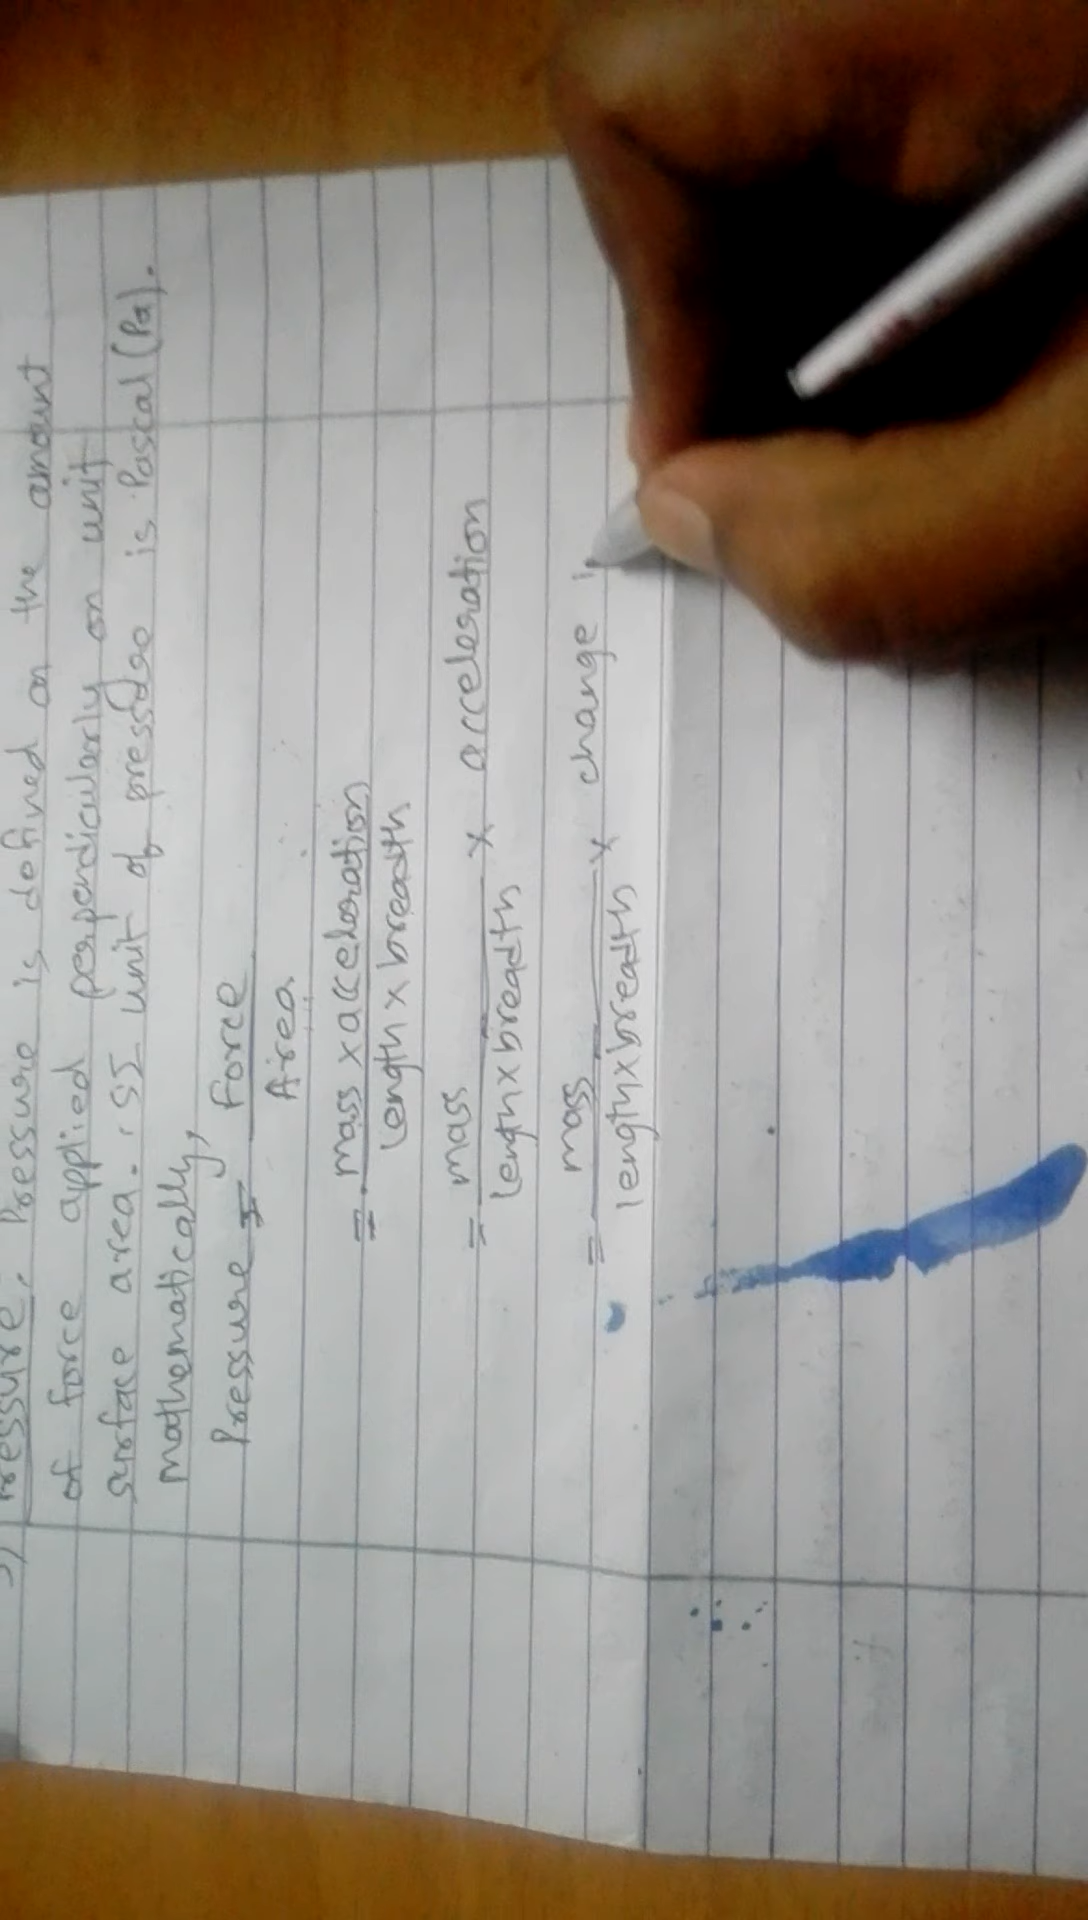 3) Pressure: Pressure is defined as the amount
of force applied perpendicularly on unit
surface area. SI unit of pressure is Pascal (Pa).
Mathematically,
Pressure = Force
Area
= mass x acceleration
length x breadth
= mass x acceleration
length x breadth
= mass x change i
length x breadth